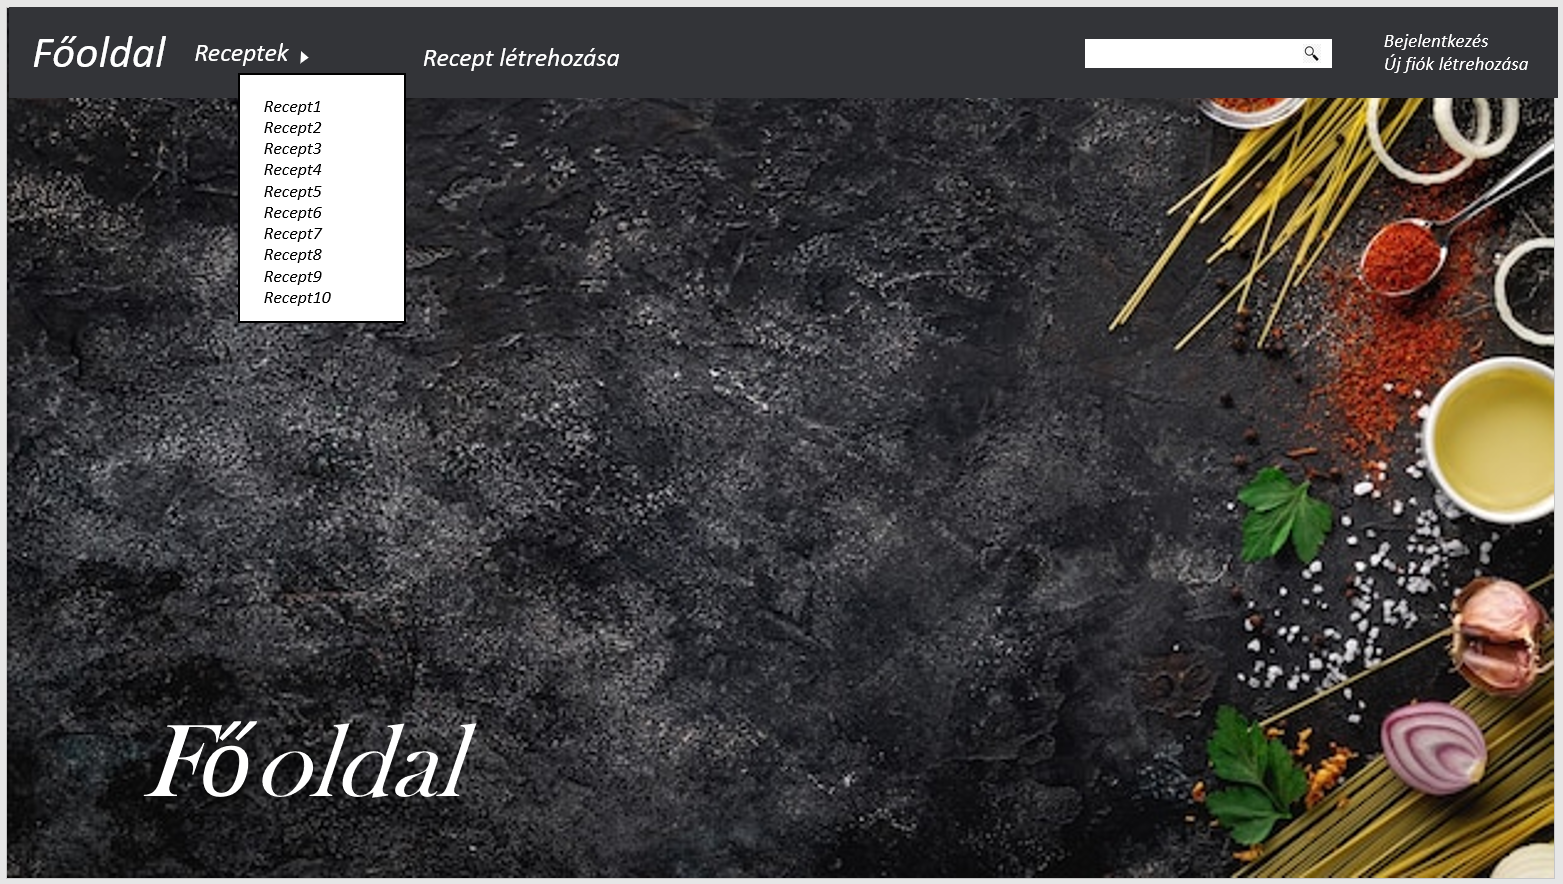 Főoldal
Receptek
Recept létrehozása
Bejelentkezés
Új fiók létrehozása
Recept1
Recept2
Recept3
Recept4
Recept5
Recept6
Recept7
Recept8
Recept9
Recept10
Főoldal